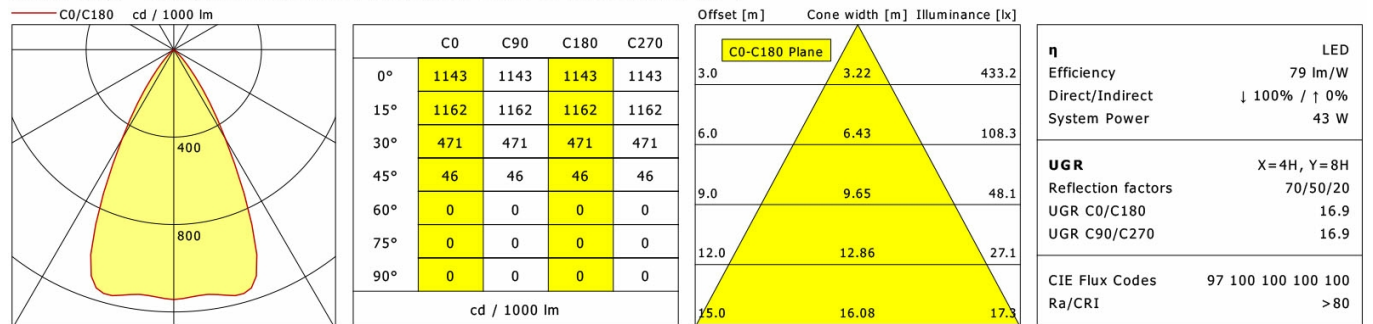 C0/C180 cd / 1000 lm
400
800
C0 C90 C180 C270
0° 1143 1143 1143 1143
15° 1162 1162 1162 1162
30° 471 471 471 471
45° 46 46 46 46
60° 0 0 0 0
75° 0 0 0 0
90° 0 0 0 0
cd / 1000 lm
Offset [m] Cone width [m] Illuminance [lx]
C0-C180 Plane
3.0 3.22 433.2
6.0 6.43 108.3
9.0 9.65 48.1
12.0 12.86 27.1
15.0 16.08 17.3
η LED
Efficiency 79 lm/W
Direct/Indirect ↓ 100% / ↑ 0%
System Power 43 W
UGR X=4H, Y=8H
Reflection factors 70/50/20
UGR C0/C180 16.9
UGR C90/C270 16.9
CIE Flux Codes 97 100 100 100 100
Ra/CRI >80